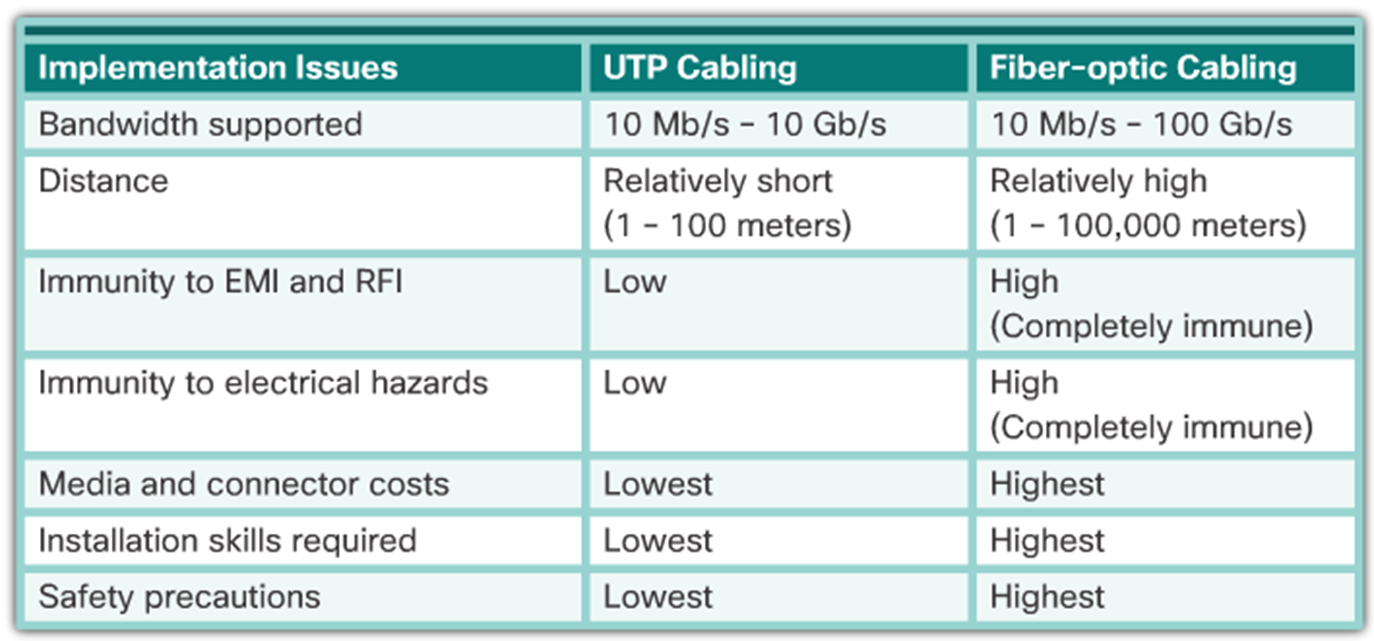 Implementation Issues UTP Cabling Fiber-optic Cabling
Bandwidth supported 10 Mb/s – 10 Gb/s 10 Mb/s – 100 Gb/s
Distance Relatively short Relatively high
(1 – 100 meters) (1 – 100,000 meters)
Immunity to EMI and RFI Low High
(Completely immune)
Immunity to electrical hazards Low High
(Completely immune)
Media and connector costs Lowest Highest
Installation skills required Lowest Highest
Safety precautions Lowest Highest